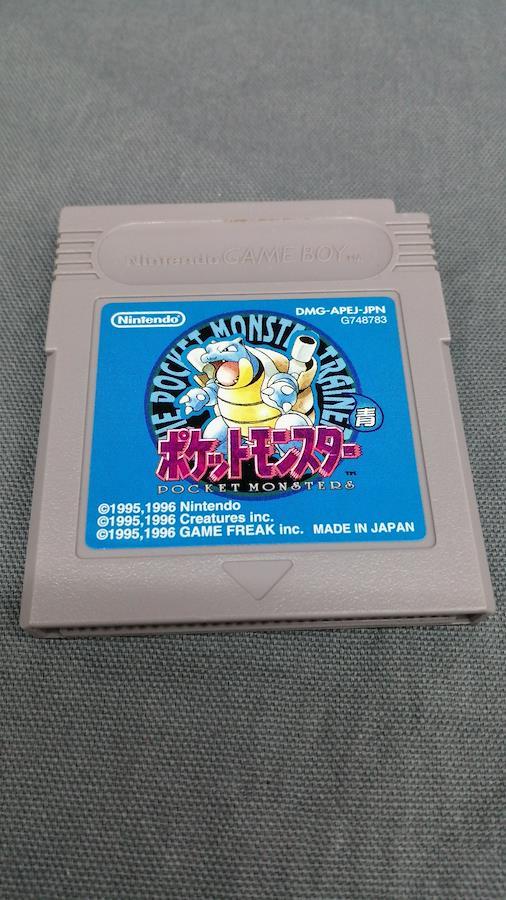 Nintendo GAME BOY TM
Nintendo
DMG-APEJ-JPN
G748783
THE POCKET MONSTER TRAINER
青
ポケットモンスター
TM
POCKET MONSTERS
©1995,1996 Nintendo
©1995,1996 Creatures inc.
©1995,1996 GAME FREAK inc. MADE IN JAPAN